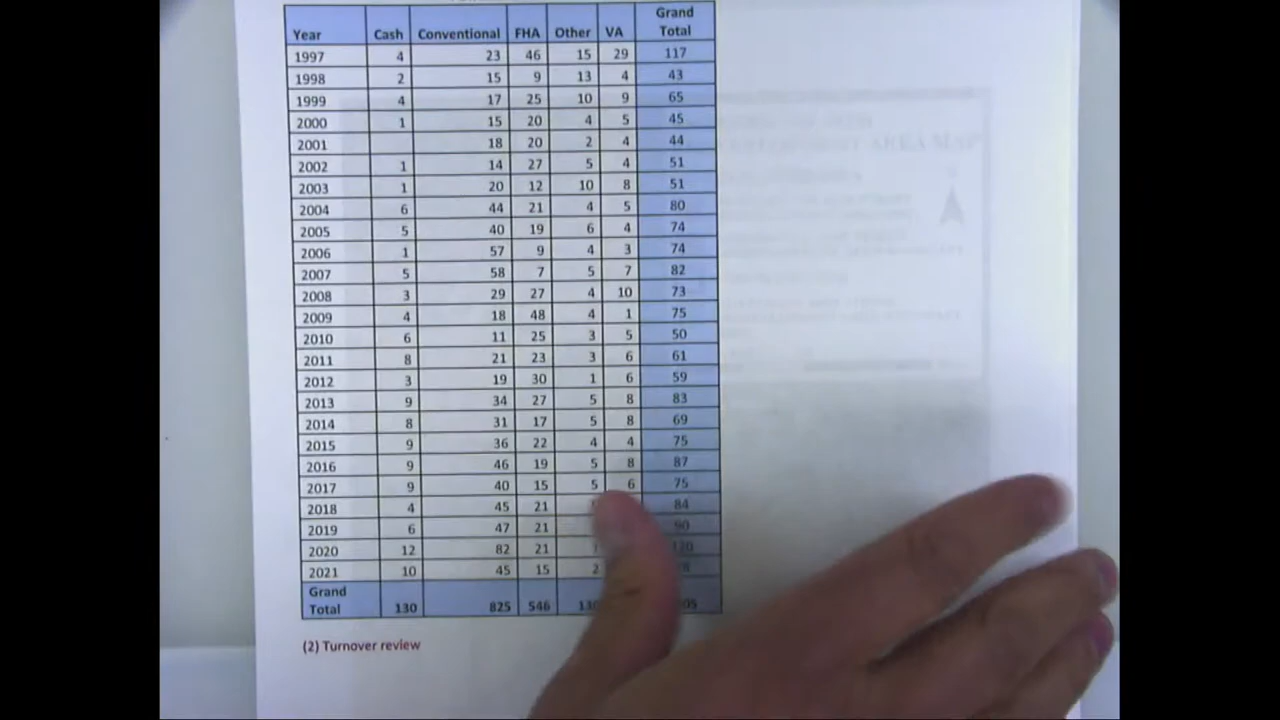 Grand
Year Cash Conventional FHA Other VA Total
1997 4 23 46 15 29 117
1998 2 15 9 13 4 43
1999 4 17 25 10 9 65
2000 1 15 20 4 5 45
2001 18 20 2 4 44
2002 1 14 27 5 4 51
2003 1 20 12 10 8 51
2004 6 44 21 4 5 80
2005 5 40 19 6 4 74
2006 1 57 9 4 3 74
2007 5 58 7 5 7 82
2008 3 29 27 4 10 73
2009 4 18 48 4 1 75
2010 6 11 25 3 5 50
2011 8 21 23 3 6 61
2012 3 19 30 1 6 59
2013 9 34 27 5 8 83
2014 8 31 17 5 8 69
2015 9 36 22 4 4 75
2016 9 46 19 5 8 87
2017 9 40 15 5 6 75
2018 4 45 21 84
2019 6 47 21 90
2020 12 82 21 120
2021 10 45 15 2
Grand
Total 130 825 546
(2) Turnover review
AREA MAP